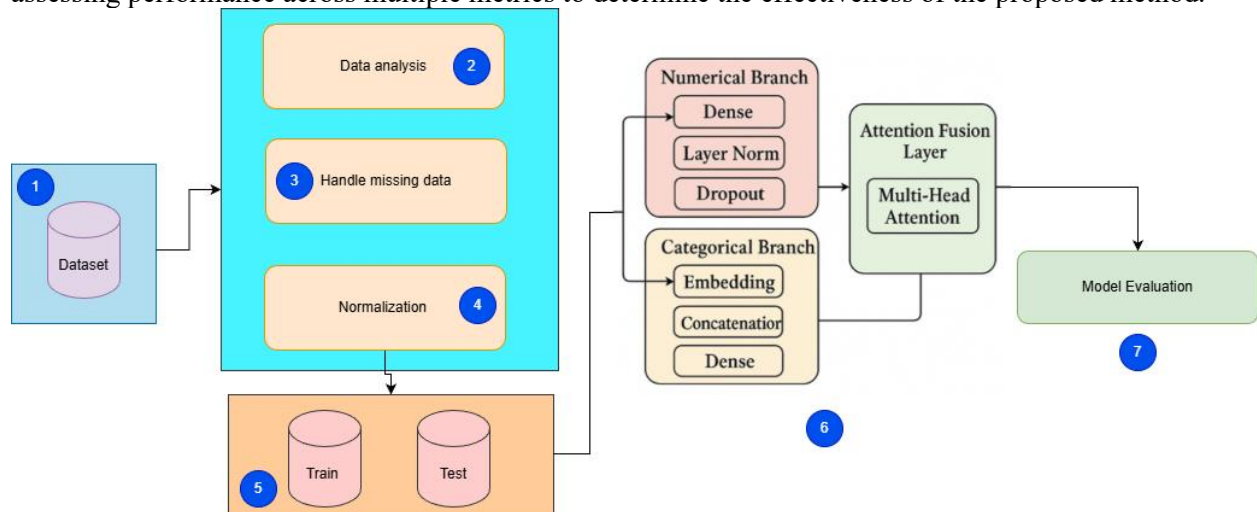 assessing performance across multiple metrics to determine the effectiveness of the proposed method.
1
Dataset
Data analysis
2
3
Handle missing data
Normalization
4
Train
Test
5
Numerical Branch
Dense
Layer Norm
Dropout
Categorical Branch
Embedding
Concatenatior
Dense
6
Attention Fusion
Layer
Multi-Head
Attention
Model Evaluation
7